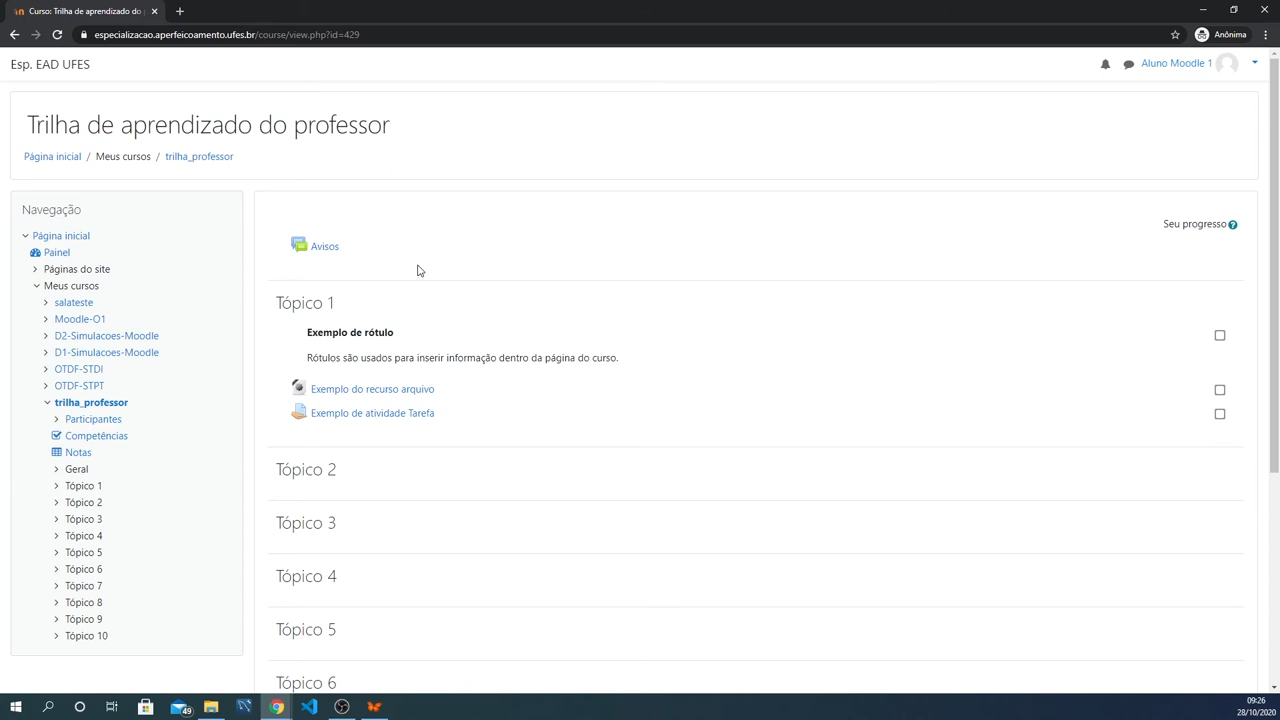 Curso: Trilha de aprendizado do
especializacao.aperfeicoamento.ufes.br/course/view.php?id=429
Anônima
Esp. EAD UFES
Aluno Moodle 1
Trilha de aprendizado do professor
Página inicial / Meus cursos / trilha_professor
Navegação
Página inicial
Painel
Páginas do site
Meus cursos
salateste
Moodle-O1
D2-Simulacoes-Moodle
D1-Simulacoes-Moodle
OTDF-STDI
OTDF-STPT
trilha_professor
Participantes
Competências
Notas
Geral
Tópico 1
Tópico 2
Tópico 3
Tópico 4
Tópico 5
Tópico 6
Tópico 7
Tópico 8
Tópico 9
Tópico 10
Seu progresso
Avisos
Tópico 1
Exemplo de rótulo
Rótulos são usados para inserir informação dentro da página do curso.
Exemplo do recurso arquivo
Exemplo de atividade Tarefa
Tópico 2
Tópico 3
Tópico 4
Tópico 5
Tópico 6
49
09:26
28/10/2020